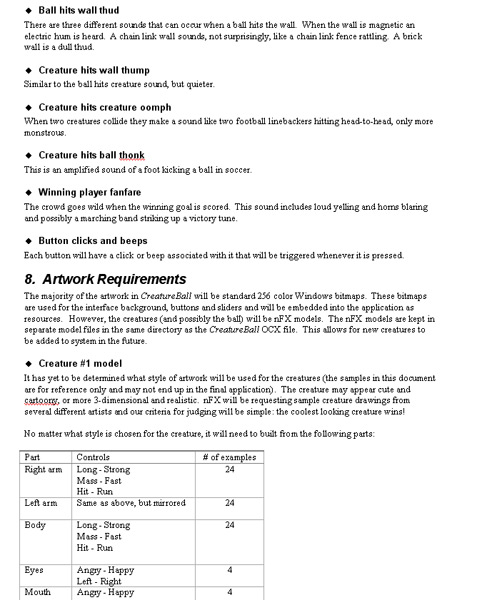 ◆ Ball hits wall thud
There are three different sounds that can occur when a ball hits the wall. When the wall is magnetic an
electric hum is heard. A chain link wall sounds, not surprisingly, like a chain link fence rattling. A brick
wall is a dull thud.
◆ Creature hits wall thump
Similar to the ball hits creature sound, but quieter.
◆ Creature hits creature oomph
When two creatures collide they make a sound like two football linebackers hitting head-to-head, only more
monstrous.
◆ Creature hits ball thonk
This is an amplified sound of a foot kicking a ball in soccer.
◆ Winning player fanfare
The crowd goes wild when the winning goal is scored. This sound includes loud yelling and horns blaring
and possibly a marching band striking up a victory tune.
◆ Button clicks and beeps
Each button will have a click or beep associated with it that will be triggered whenever it is pressed.
8. Artwork Requirements
The majority of the artwork in CreatureBall will be standard 256 color Windows bitmaps. These bitmaps
are used for the interface background, buttons and sliders and will be embedded into the application as
resources. However, the creatures (and possibly the ball) will be nFX models. The nFX models are kept in
separate model files in the same directory as the CreatureBall OCX file. This allows for new creatures to
be added to system in the future.
◆ Creature #1 model
It has yet to be determined what style of artwork will be used for the creatures (the samples in this document
are for reference only and may not end up in the final application). The creature may appear cute and
cartoony, or more 3-dimensional and realistic. nFX will be requesting sample creature drawings from
several different artists and our criteria for judging will be simple: the coolest looking creature wins!
No matter what style is chosen for the creature, it will need to built from the following parts:
Part Controls # of examples
Right arm Long - Strong 24
Mass - Fast
Hit - Run
Left arm Same as above, but mirrored 24
Body Long - Strong 24
Mass - Fast
Hit - Run
Eyes Angry - Happy 4
Left - Right
Mouth Angry - Happy 4